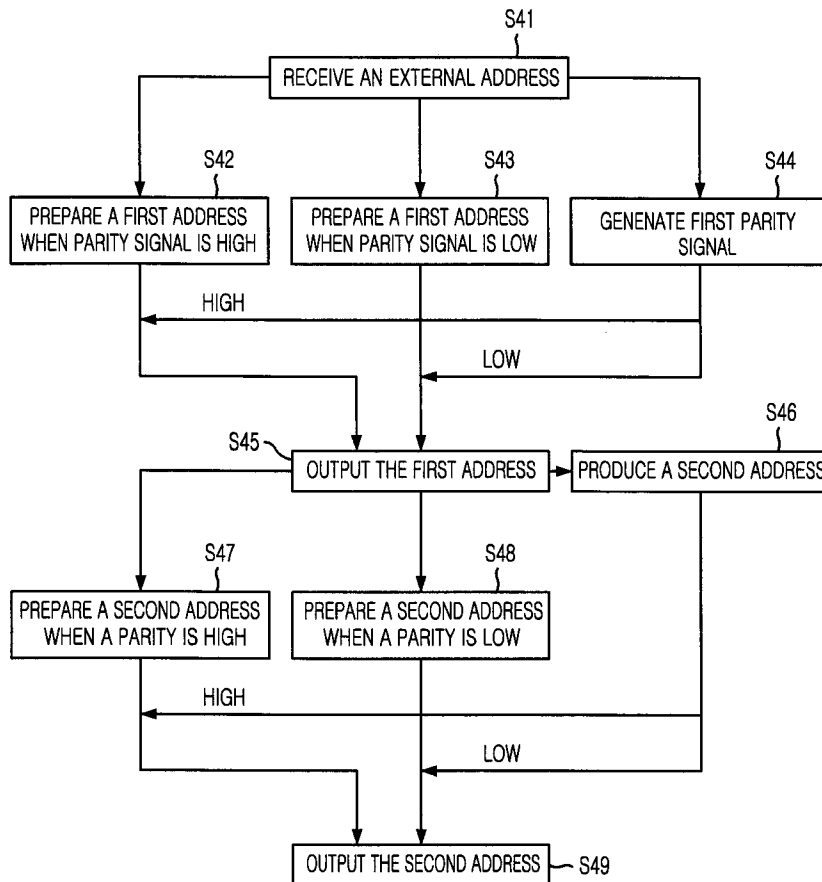 S41
RECEIVE AN EXTERNAL ADDRESS
S42
S43
S44
PREPARE A FIRST ADDRESS
WHEN PARITY SIGNAL IS HIGH
PREPARE A FIRST ADDRESS
WHEN PARITY SIGNAL IS LOW
GENENATE FIRST PARITY
SIGNAL
HIGH
LOW
S45
OUTPUT THE FIRST ADDRESS
S46
PRODUCE A SECOND ADDRESS
S47
S48
PREPARE A SECOND ADDRESS
WHEN A PARITY IS HIGH
PREPARE A SECOND ADDRESS
WHEN A PARITY IS LOW
HIGH
LOW
OUTPUT THE SECOND ADDRESS
S49